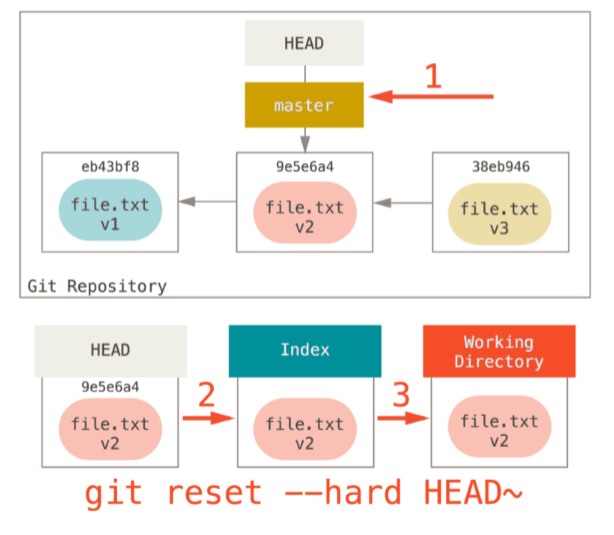 HEAD
1
master
eb43bf8
9e5e6a4
38eb946
file.txt
v1
file.txt
v2
file.txt
v3
Git Repository
HEAD
Index
Working
Directory
9e5e6a4
2
3
file.txt
v2
file.txt
v2
file.txt
v2
git reset --hard HEAD~